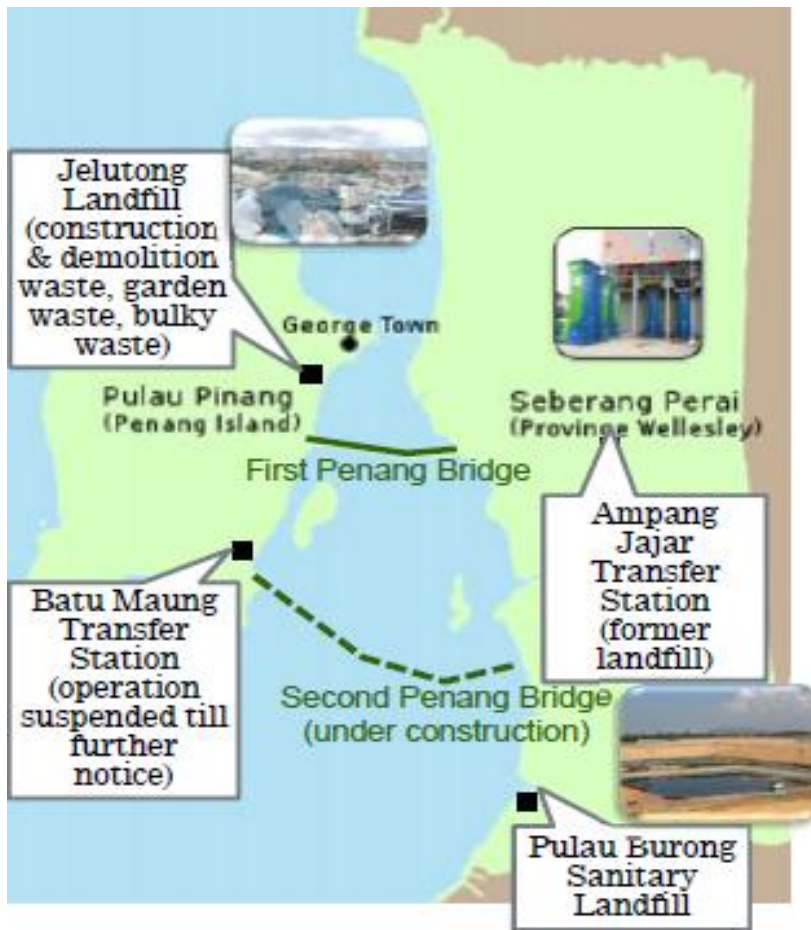 Jelutong
Landfill
(construction
& demolition
waste, garden
waste, bulky
waste)
George Town
Pulau Pinang
(Penang Island)
Seberang Perai
(Province Wellesley)
First Penang Bridge
Ampang
Jajar
Transfer
Station
(former
landfill)
Batu Maung
Transfer
Station
(operation
suspended till
further
notice)
Second Penang Bridge
(under construction)
Pulau Burong
Sanitary
Landfill